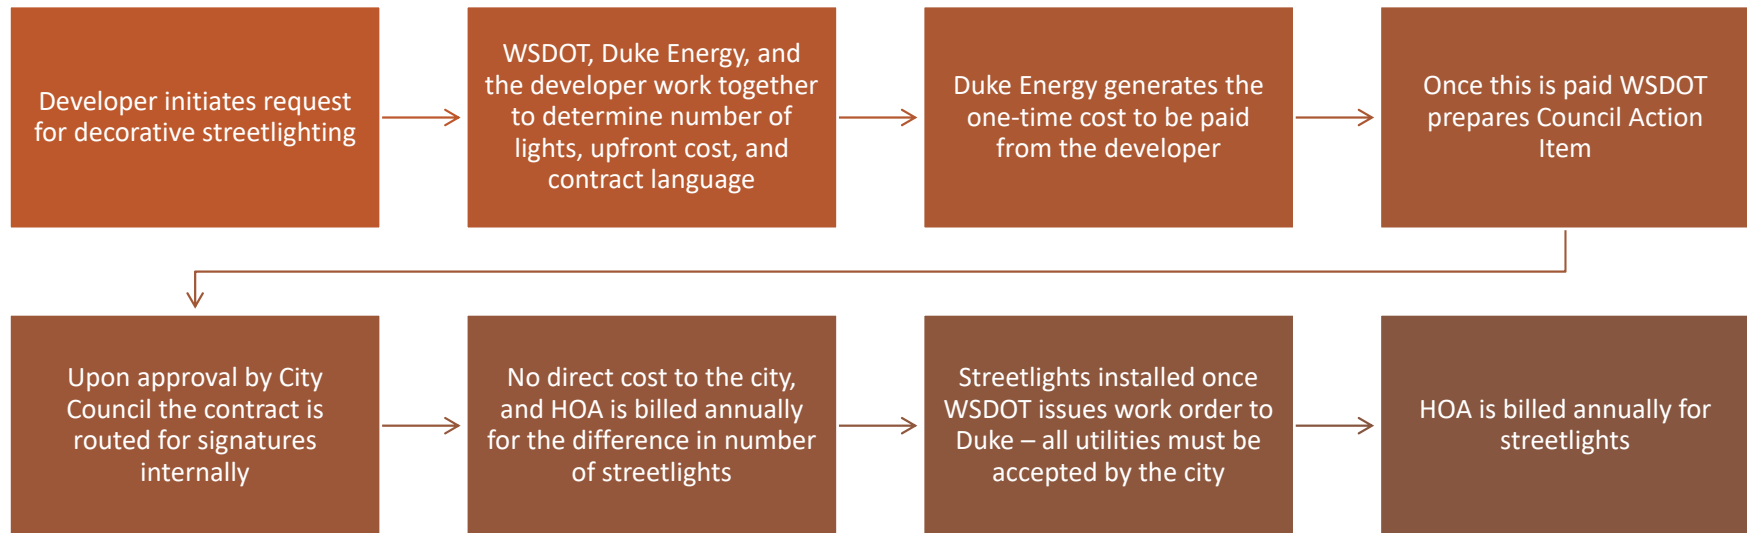 Developer initiates request
for decorative streetlighting
WSDOT, Duke Energy, and
the developer work together
to determine number of
lights, upfront cost, and
contract language
Duke Energy generates the
one-time cost to be paid
from the developer
Once this is paid WSDOT
prepares Council Action
Item
Upon approval by City
Council the contract is
routed for signatures
internally
No direct cost to the city,
and HOA is billed annually
for the difference in number
of streetlights
Streetlights installed once
WSDOT issues work order to
Duke – all utilities must be
accepted by the city
HOA is billed annually for
streetlights